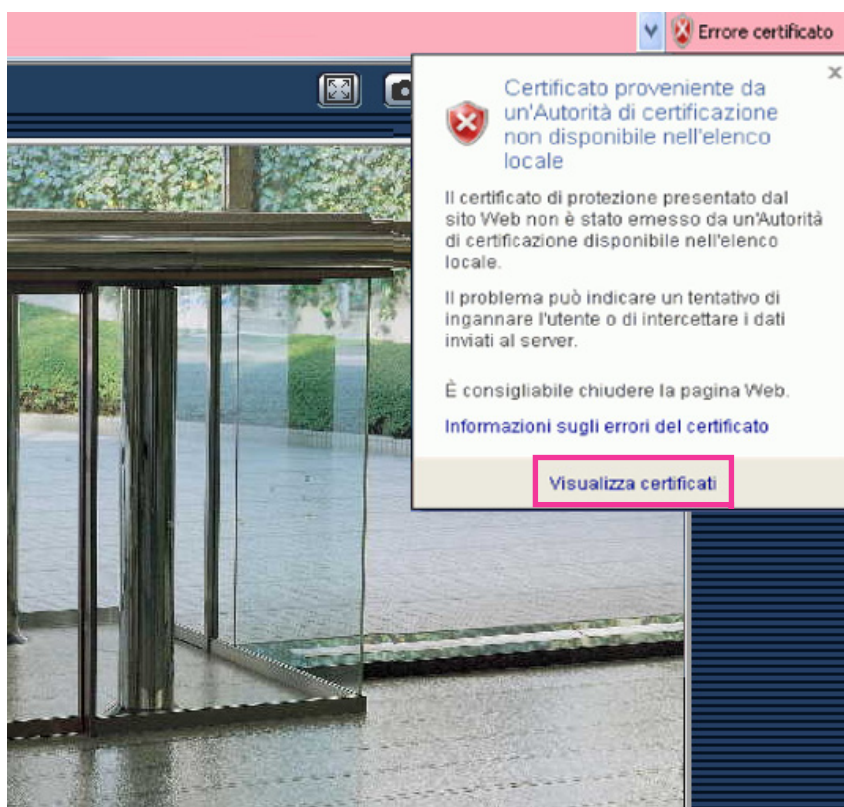 Errore certificato
Certificato proveniente da
un'Autorità di certificazione
non disponibile nell'elenco
locale
Il certificato di protezione presentato dal
sito Web non è stato emesso da un'Autorità
di certificazione disponibile nell'elenco
locale.
Il problema può indicare un tentativo di
ingannare l'utente o di intercettare i dati
inviati al server.
È consigliabile chiudere la pagina Web.
Informazioni sugli errori del certificato
Visualizza certificati